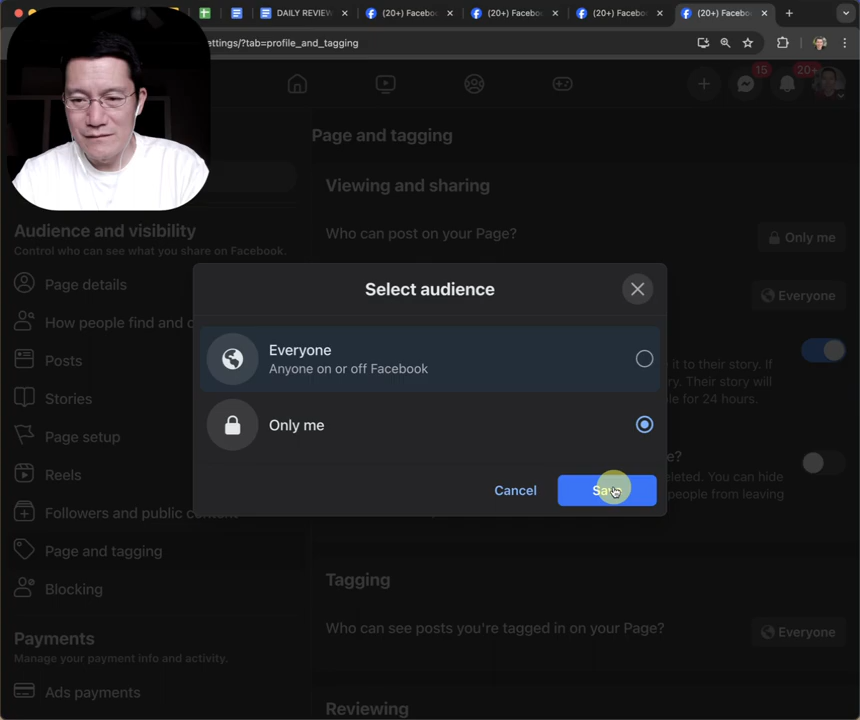 DAILY REVIEW
(20+) Facebo
(20+) Facebo
(20+) Facebo
(20+) Facebo
ettings/?tab=profile_and_tagging
15
20+
Page and tagging
Viewing and sharing
Audience and visibility
Control who can see what you share on Facebook.
Who can post on your Page?
Only me
Page details
Everyone
How people find and c
Posts
it to their story. If
ry. Their story will
le for 24 hours.
Stories
Page setup
e?
Reels
eleted. You can hide
people from leaving
Followers and public content
Page and tagging
Tagging
Blocking
Who can see posts you're tagged in on your Page?
Everyone
Payments
Manage your payment info and activity.
Ads payments
Reviewing
Select audience
Everyone
Anyone on or off Facebook
Only me
Cancel
Save